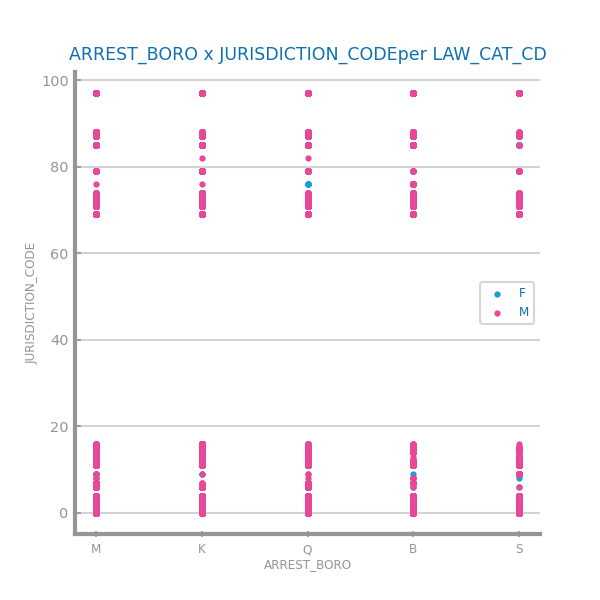 ARREST_BORO x JURISDICTION_CODEper LAW_CAT_CD
100
80
60
40
20
0
JURISDICTION_CODE
F
M
M K Q B S
ARREST_BORO